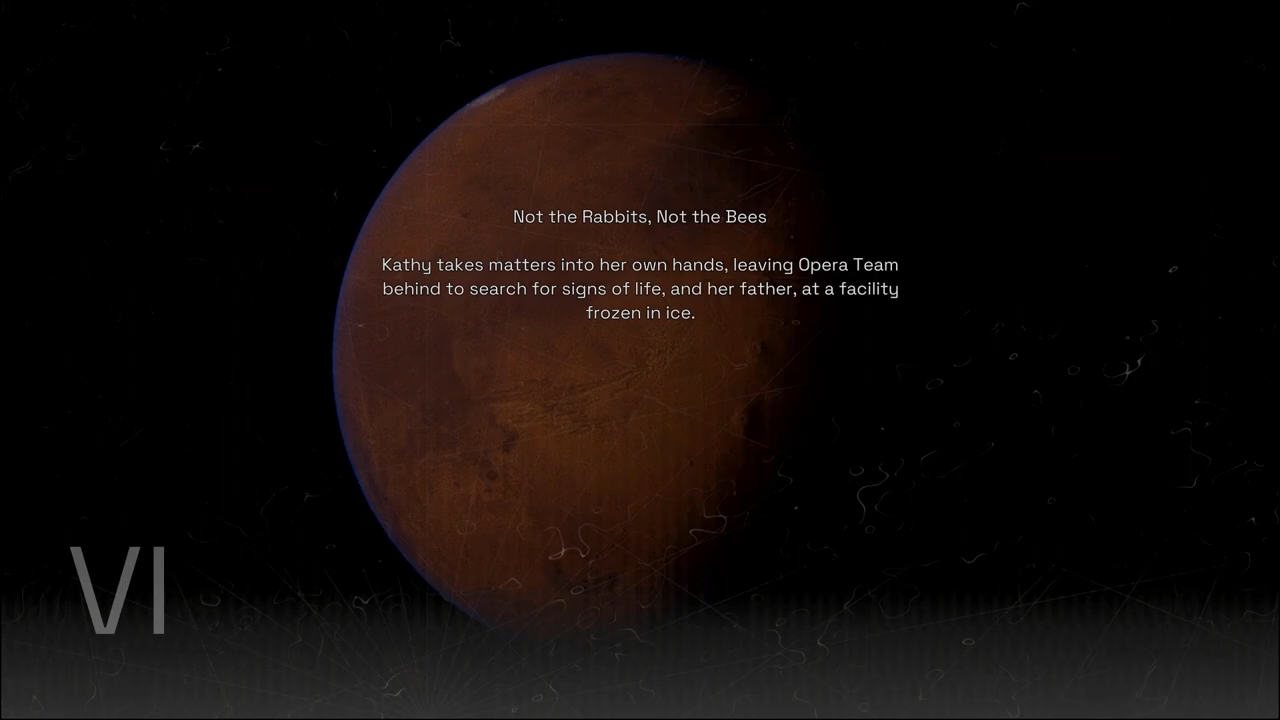 Not the Rabbits, Not the Bees
Kathy takes matters into her own hands, leaving Opera Team
behind to search for signs of life, and her father, at a facility
frozen in ice.
VI